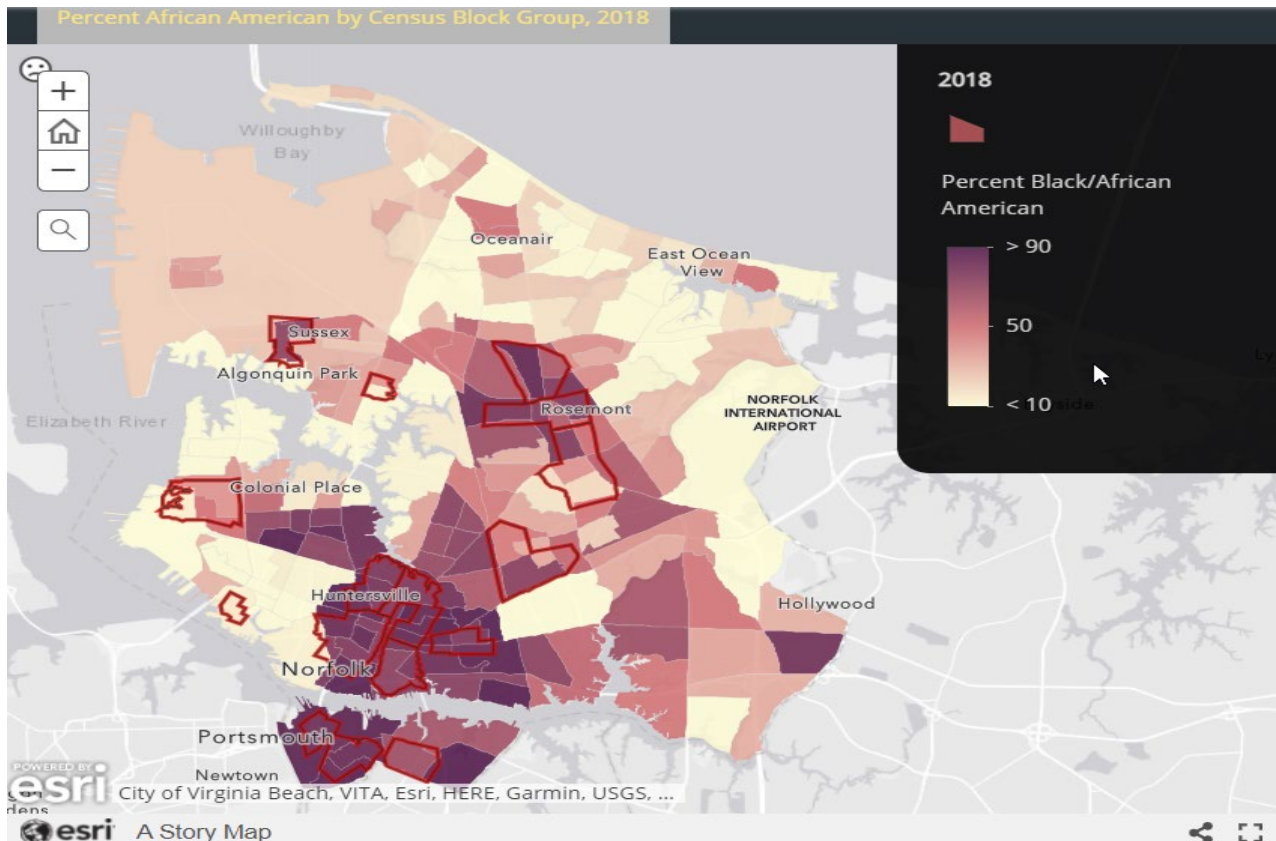 Percent African American by Census Block Group, 2018
+
−
Willoughby
Bay
2018
Percent Black/African
American
> 90
50
< 10
Oceanair
East Ocean
View
Sussex
Algonquin Park
Rosemont
NORFOLK
INTERNATIONAL
AIRPORT
Elizabeth River
Colonial Place
Huntersville
Hollywood
Norfolk
Portsmouth
Newtown
POWERED BY
esri
City of Virginia Beach, VITA, Esri, HERE, Garmin, USGS, ...
esri A Story Map